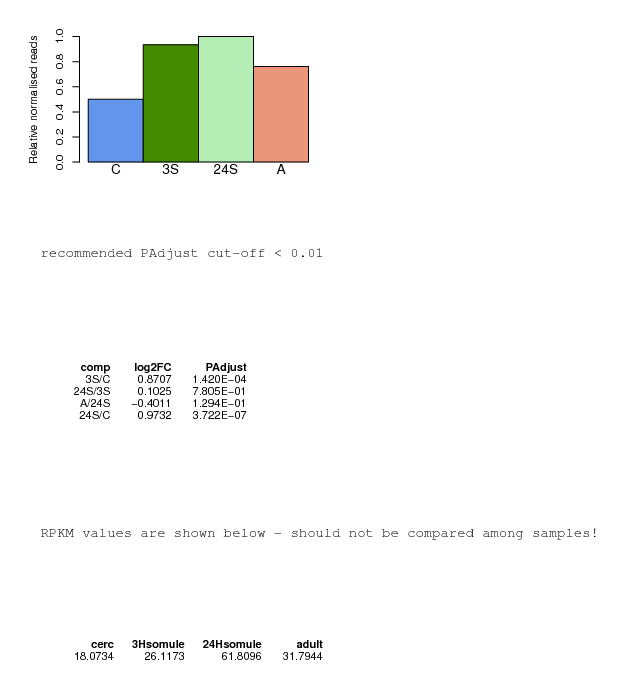 Relative normalised reads
1.0
0.8
0.6
0.4
0.2
0.0
C 3S 24S A
recommended PAdjust cut-off < 0.01
comp log2FC PAdjust
3S/C 0.8707 1.420E−04
24S/3S 0.1025 7.805E−01
A/24S −0.4011 1.294E−01
24S/C 0.9732 3.722E−07
RPKM values are shown below - should not be compared among samples!
cerc 3Hsomule 24Hsomule adult
18.0734 26.1173 61.8096 31.7944